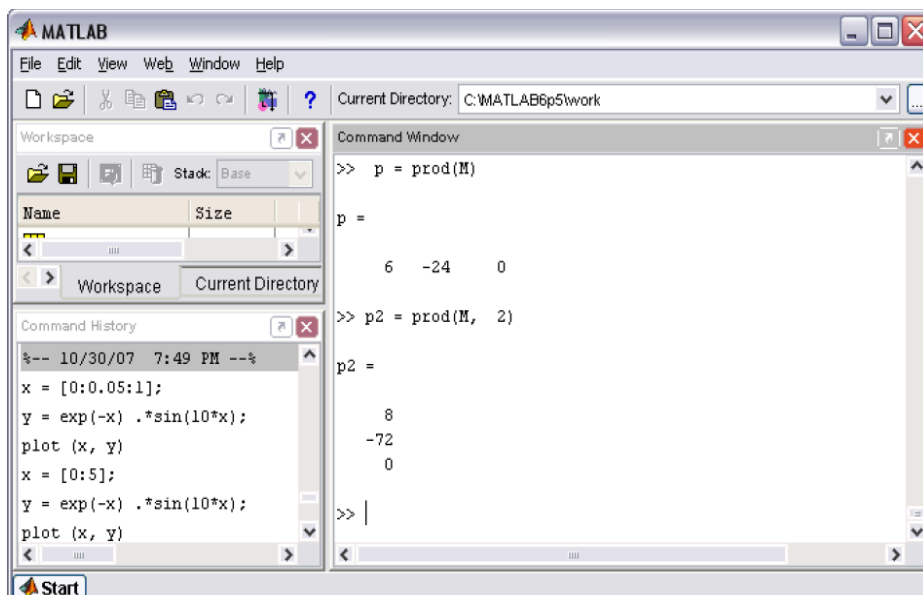 MATLAB
File Edit View Web Window Help
? Current Directory: C:\MATLAB6p5\work ...
Workspace
Stack: Base
Name Size
Workspace Current Directory
Command History
%-- 10/30/07 7:49 PM --%
x = [0:0.05:1];
y = exp(-x) .*sin(10*x);
plot (x, y)
x = [0:5];
y = exp(-x) .*sin(10*x);
plot (x, y)
Command Window
>> p = prod(M)
p =
6 -24 0
>> p2 = prod(M, 2)
p2 =
8
-72
0
>>
Start